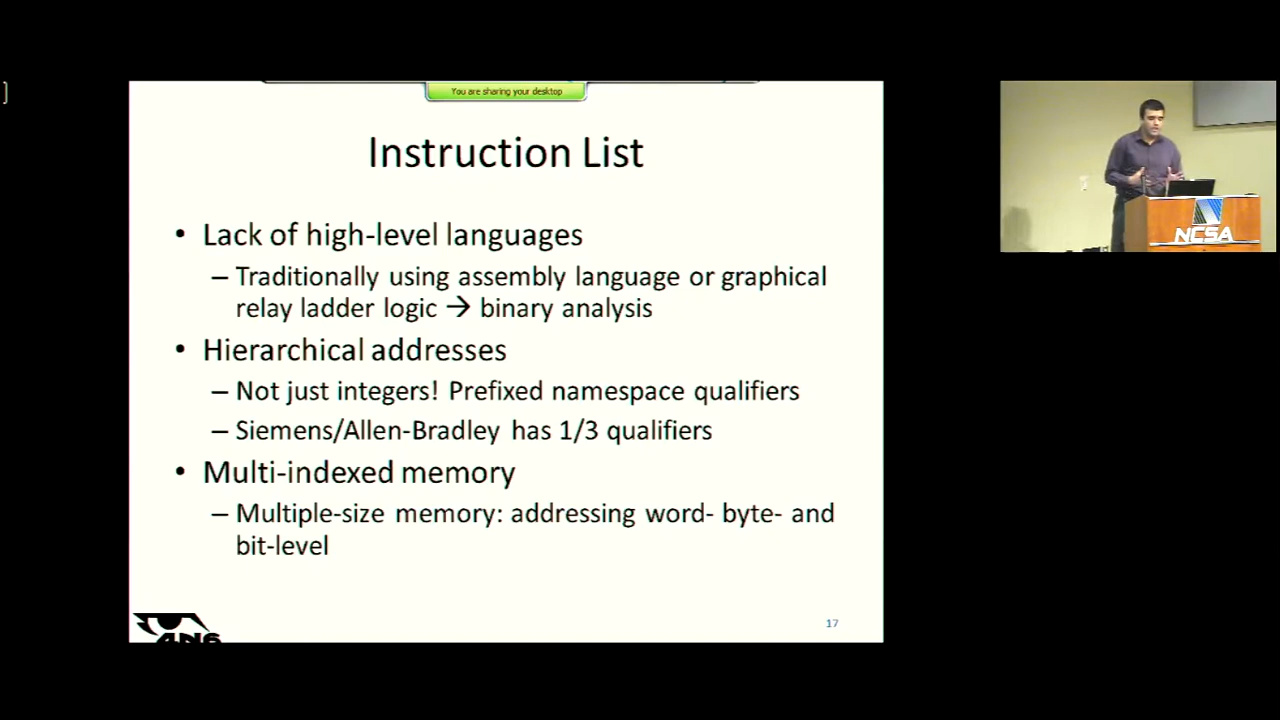 ]
You are sharing your desktop
Instruction List
• Lack of high-level languages
– Traditionally using assembly language or graphical
relay ladder logic → binary analysis
• Hierarchical addresses
– Not just integers! Prefixed namespace qualifiers
– Siemens/Allen-Bradley has 1/3 qualifiers
• Multi-indexed memory
– Multiple-size memory: addressing word- byte- and
bit-level
4N6
17
NCSA